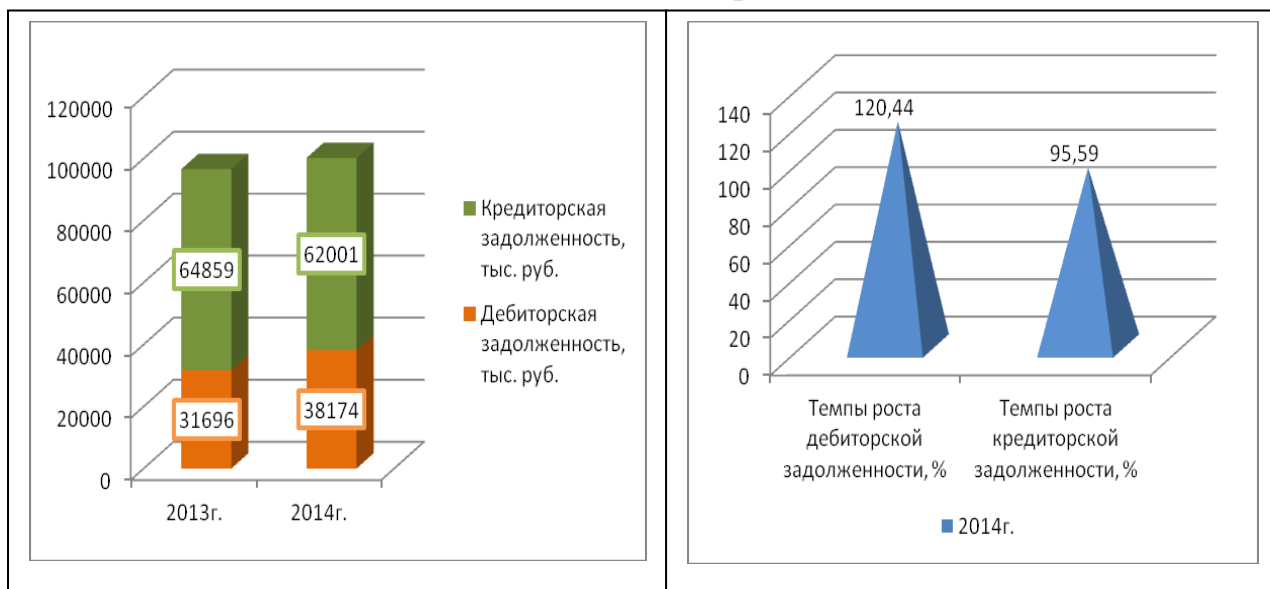 120000
100000
80000
60000
40000
20000
0
64859
62001
31696
38174
2013г.
2014г.
Кредиторская
задолженность,
тыс. руб.
Дебиторская
задолженность,
тыс. руб.
140
120
100
80
60
40
20
0
120,44
95,59
Темпы роста
дебиторской
задолженности, %
Темпы роста
кредиторской
задолженности, %
2014г.